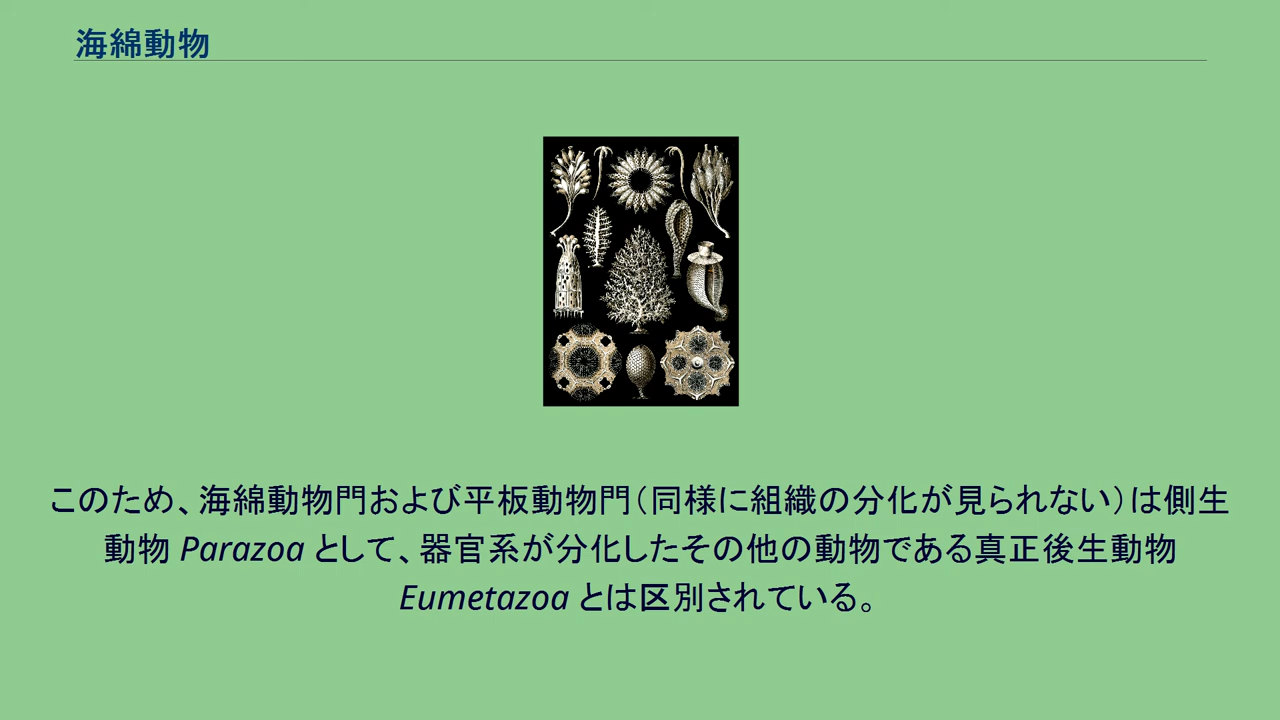 海綿動物
このため、海綿動物門および平板動物門（同様に組織の分化が見られない）は側生
動物 Parazoa として、器官系が分化したその他の動物である真正後生動物
Eumetazoa とは区別されている。